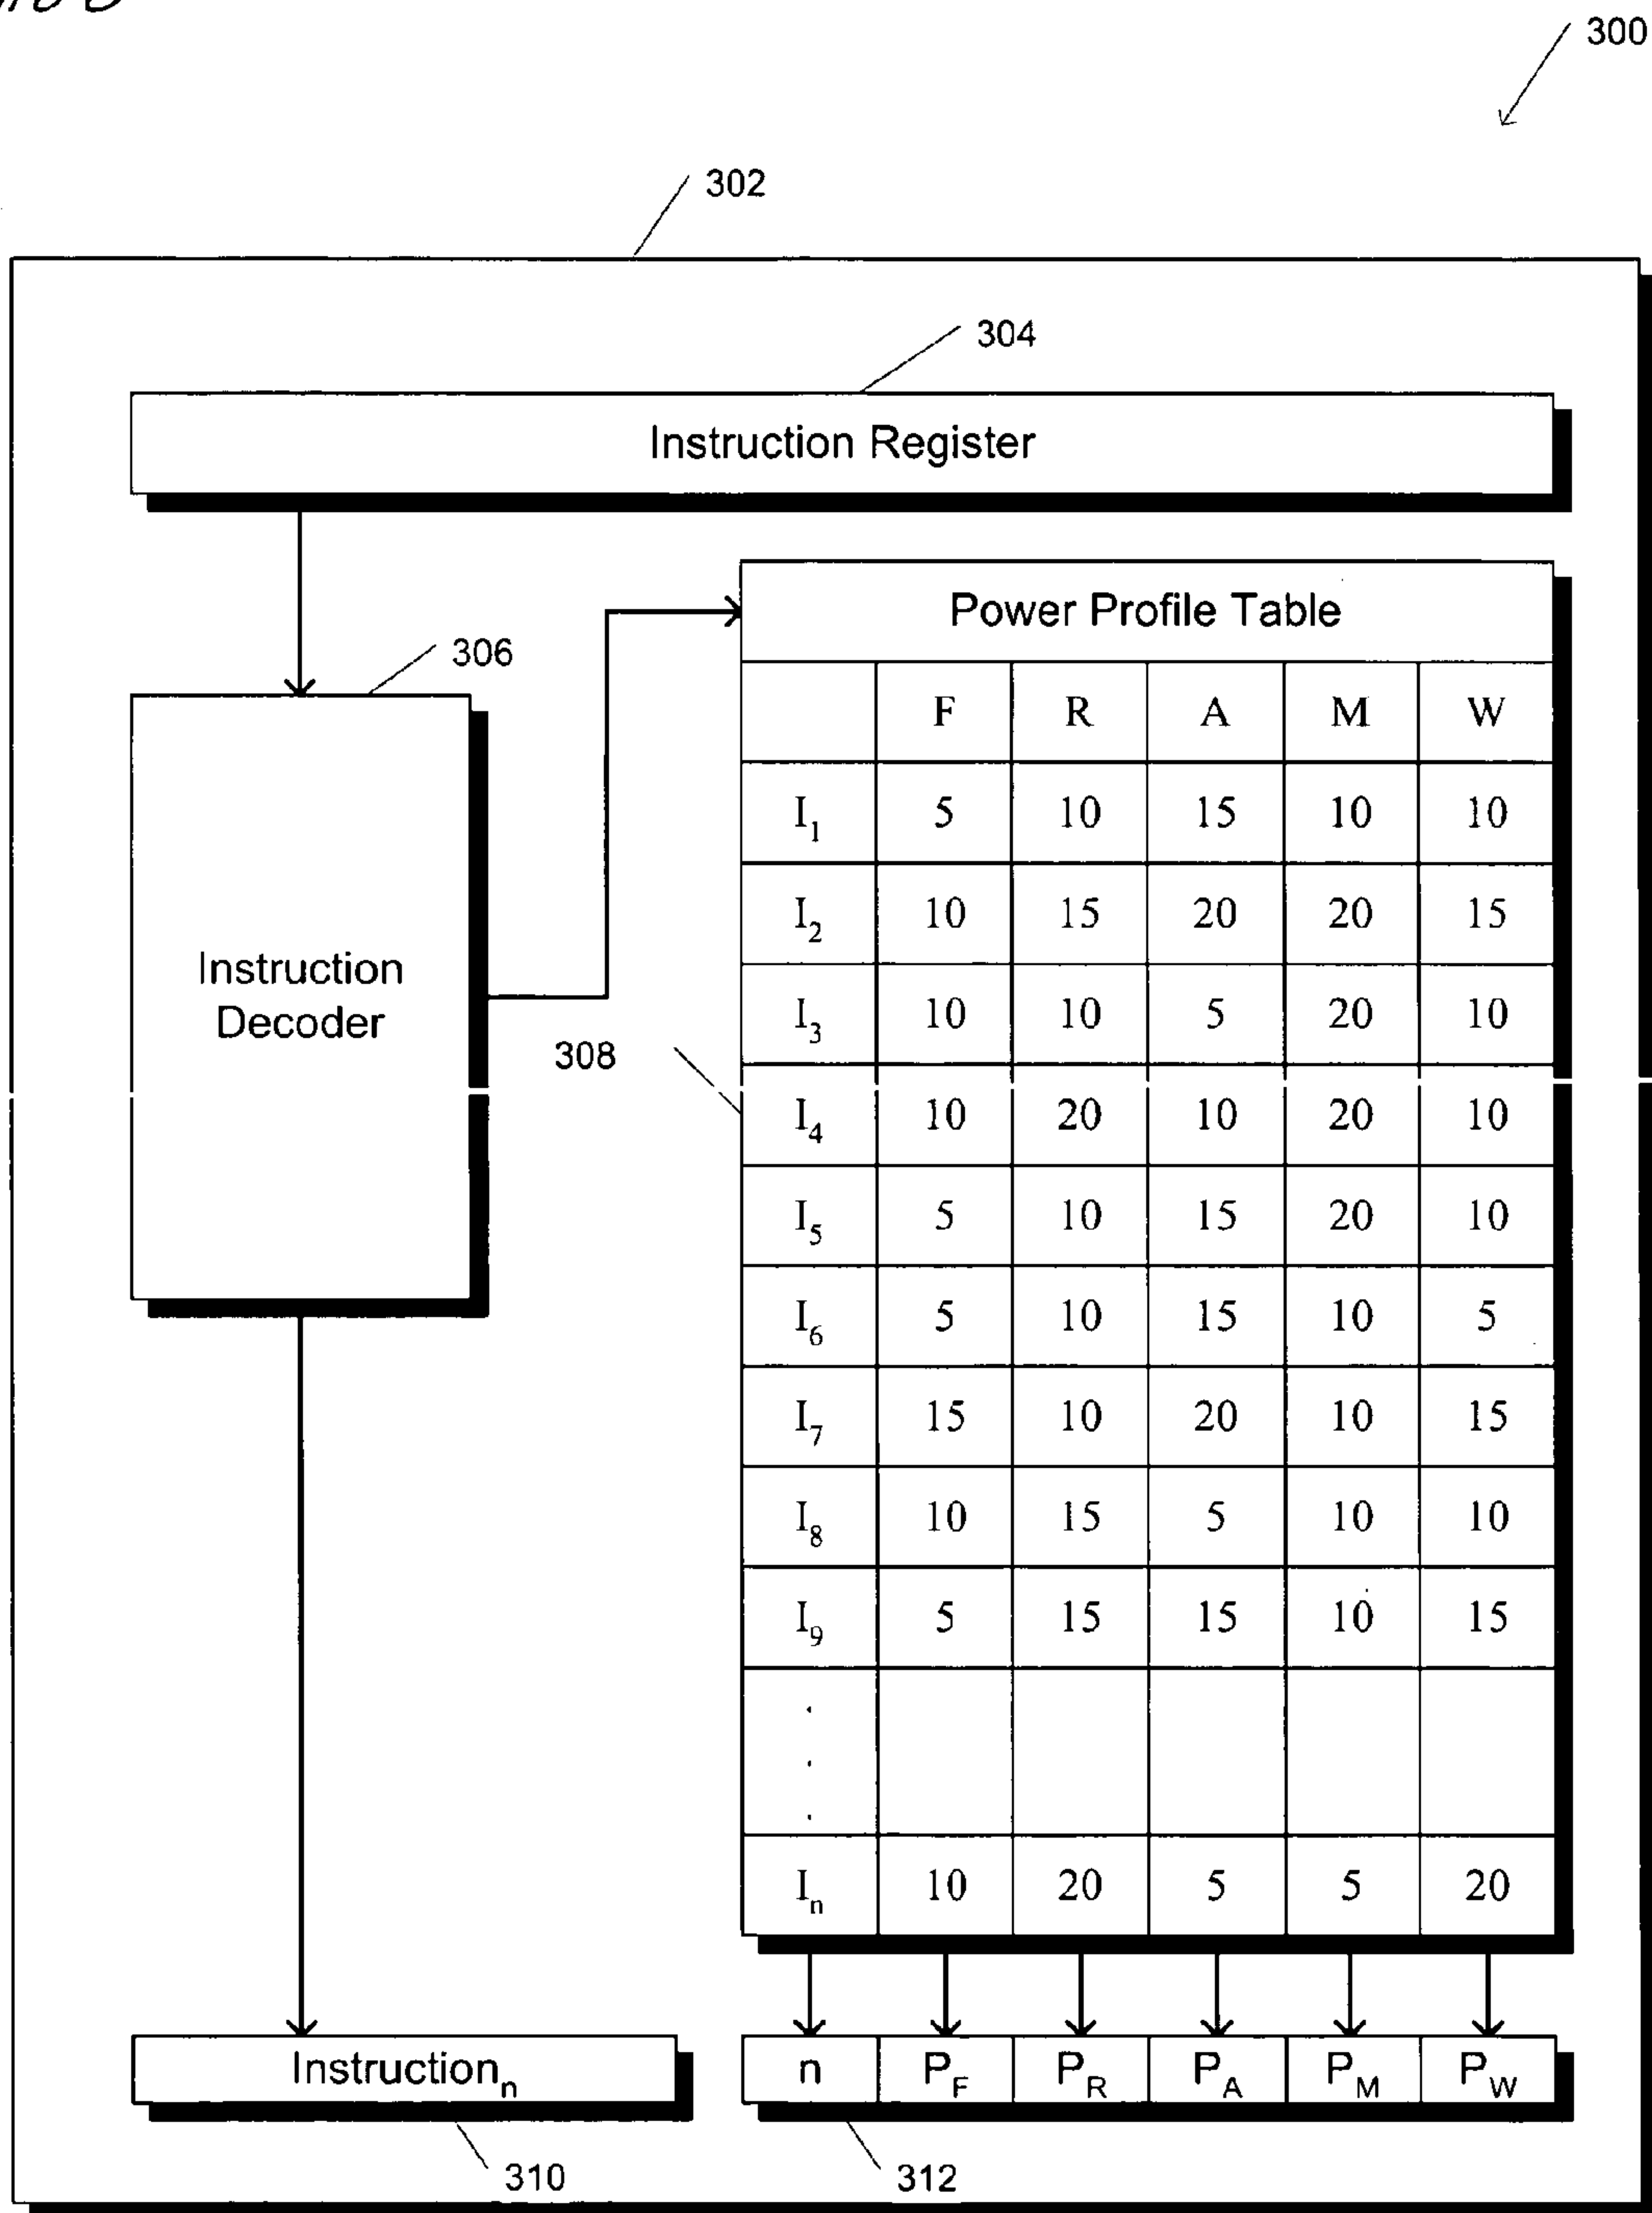 300
302
304
Instruction Register
306
Power Profile Table
F R A M W
I1 5 10 15 10 10
I2 10 15 20 20 15
Instruction
Decoder
I3 10 10 5 20 10
308
I4 10 20 10 20 10
I5 5 10 15 20 10
I6 5 10 15 10 5
I7 15 10 20 10 15
I8 10 15 5 10 10
I9 5 15 15 10 15
.
.
.
In 10 20 5 5 20
Instructionn
n PF PR PA PM PW
310
312